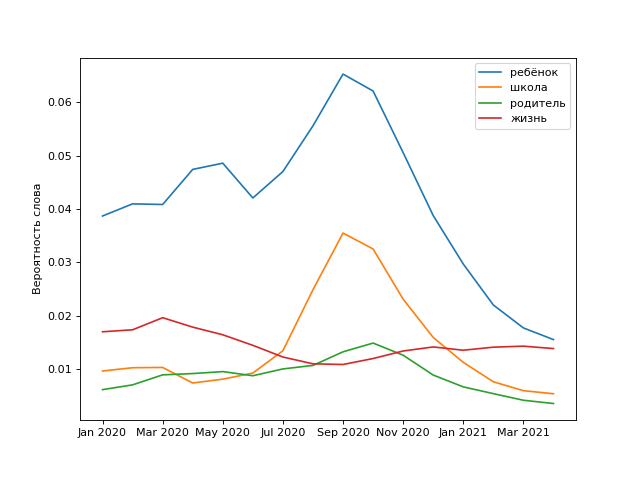 ребёнок
школа
родитель
жизнь
Вероятность слова
0.06
0.05
0.04
0.03
0.02
0.01
Jan 2020 Mar 2020 May 2020 Jul 2020 Sep 2020 Nov 2020 Jan 2021 Mar 2021